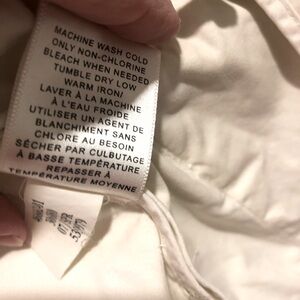 MACHINE WASH COLD
ONLY NON-CHLORINE
BLEACH WHEN NEEDED
TUMBLE DRY LOW
WARM IRON/
LAVER À LA MACHINE
À L'EAU FROIDE
UTILISER UN AGENT DE
BLANCHIMENT SANS
CHLORE AU BESOIN
SÉCHER PAR CULBUTAGE
À BASSE TEMPÉRATURE
REPASSER À
TEMPÉRATURE MOYENNE